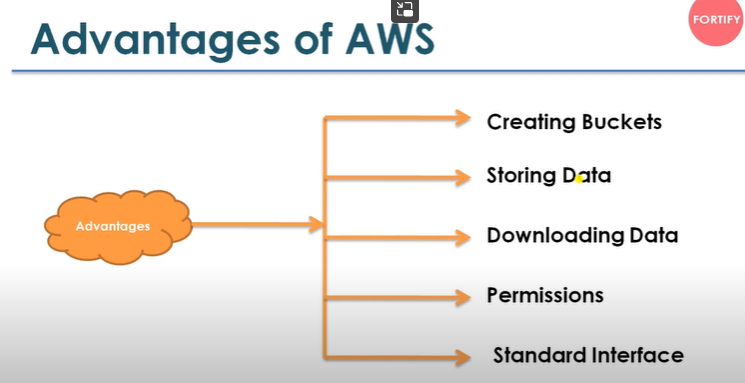 Advantages of AWS
FORTIFY
Creating Buckets
Storing Data
Advantages
Downloading Data
Permissions
Standard Interface